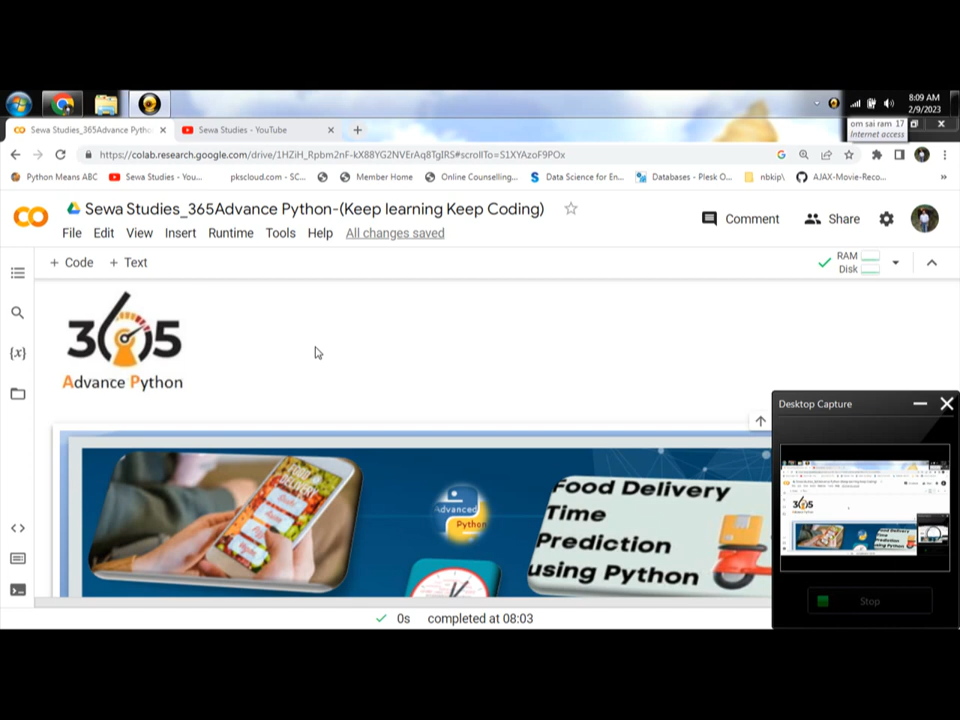 8:09 AM
2/9/2023
om sai ram 17
Internet access
Sewa Studies_365Advance Pytho
Sewa Studies - YouTube
https://colab.research.google.com/drive/1HZiH_Rpbm2nF-kX88YG2NVErAq8TgIRS#scrollTo=S1XYAzoF9POx
Python Means ABC
Sewa Studies - You...
pkscloud.com - SC...
Member Home
Online Counselling...
Data Science for En...
Databases - Plesk O...
nbkip\
AJAX-Movie-Reco...
Sewa Studies_365Advance Python-(Keep learning Keep Coding)
Comment
Share
File Edit View Insert Runtime Tools Help All changes saved
+ Code + Text
RAM
Disk
365
Advance Python
Desktop Capture
Advanced
Python
Food Delivery
Time
Prediction
using Python
Stop
0s completed at 08:03